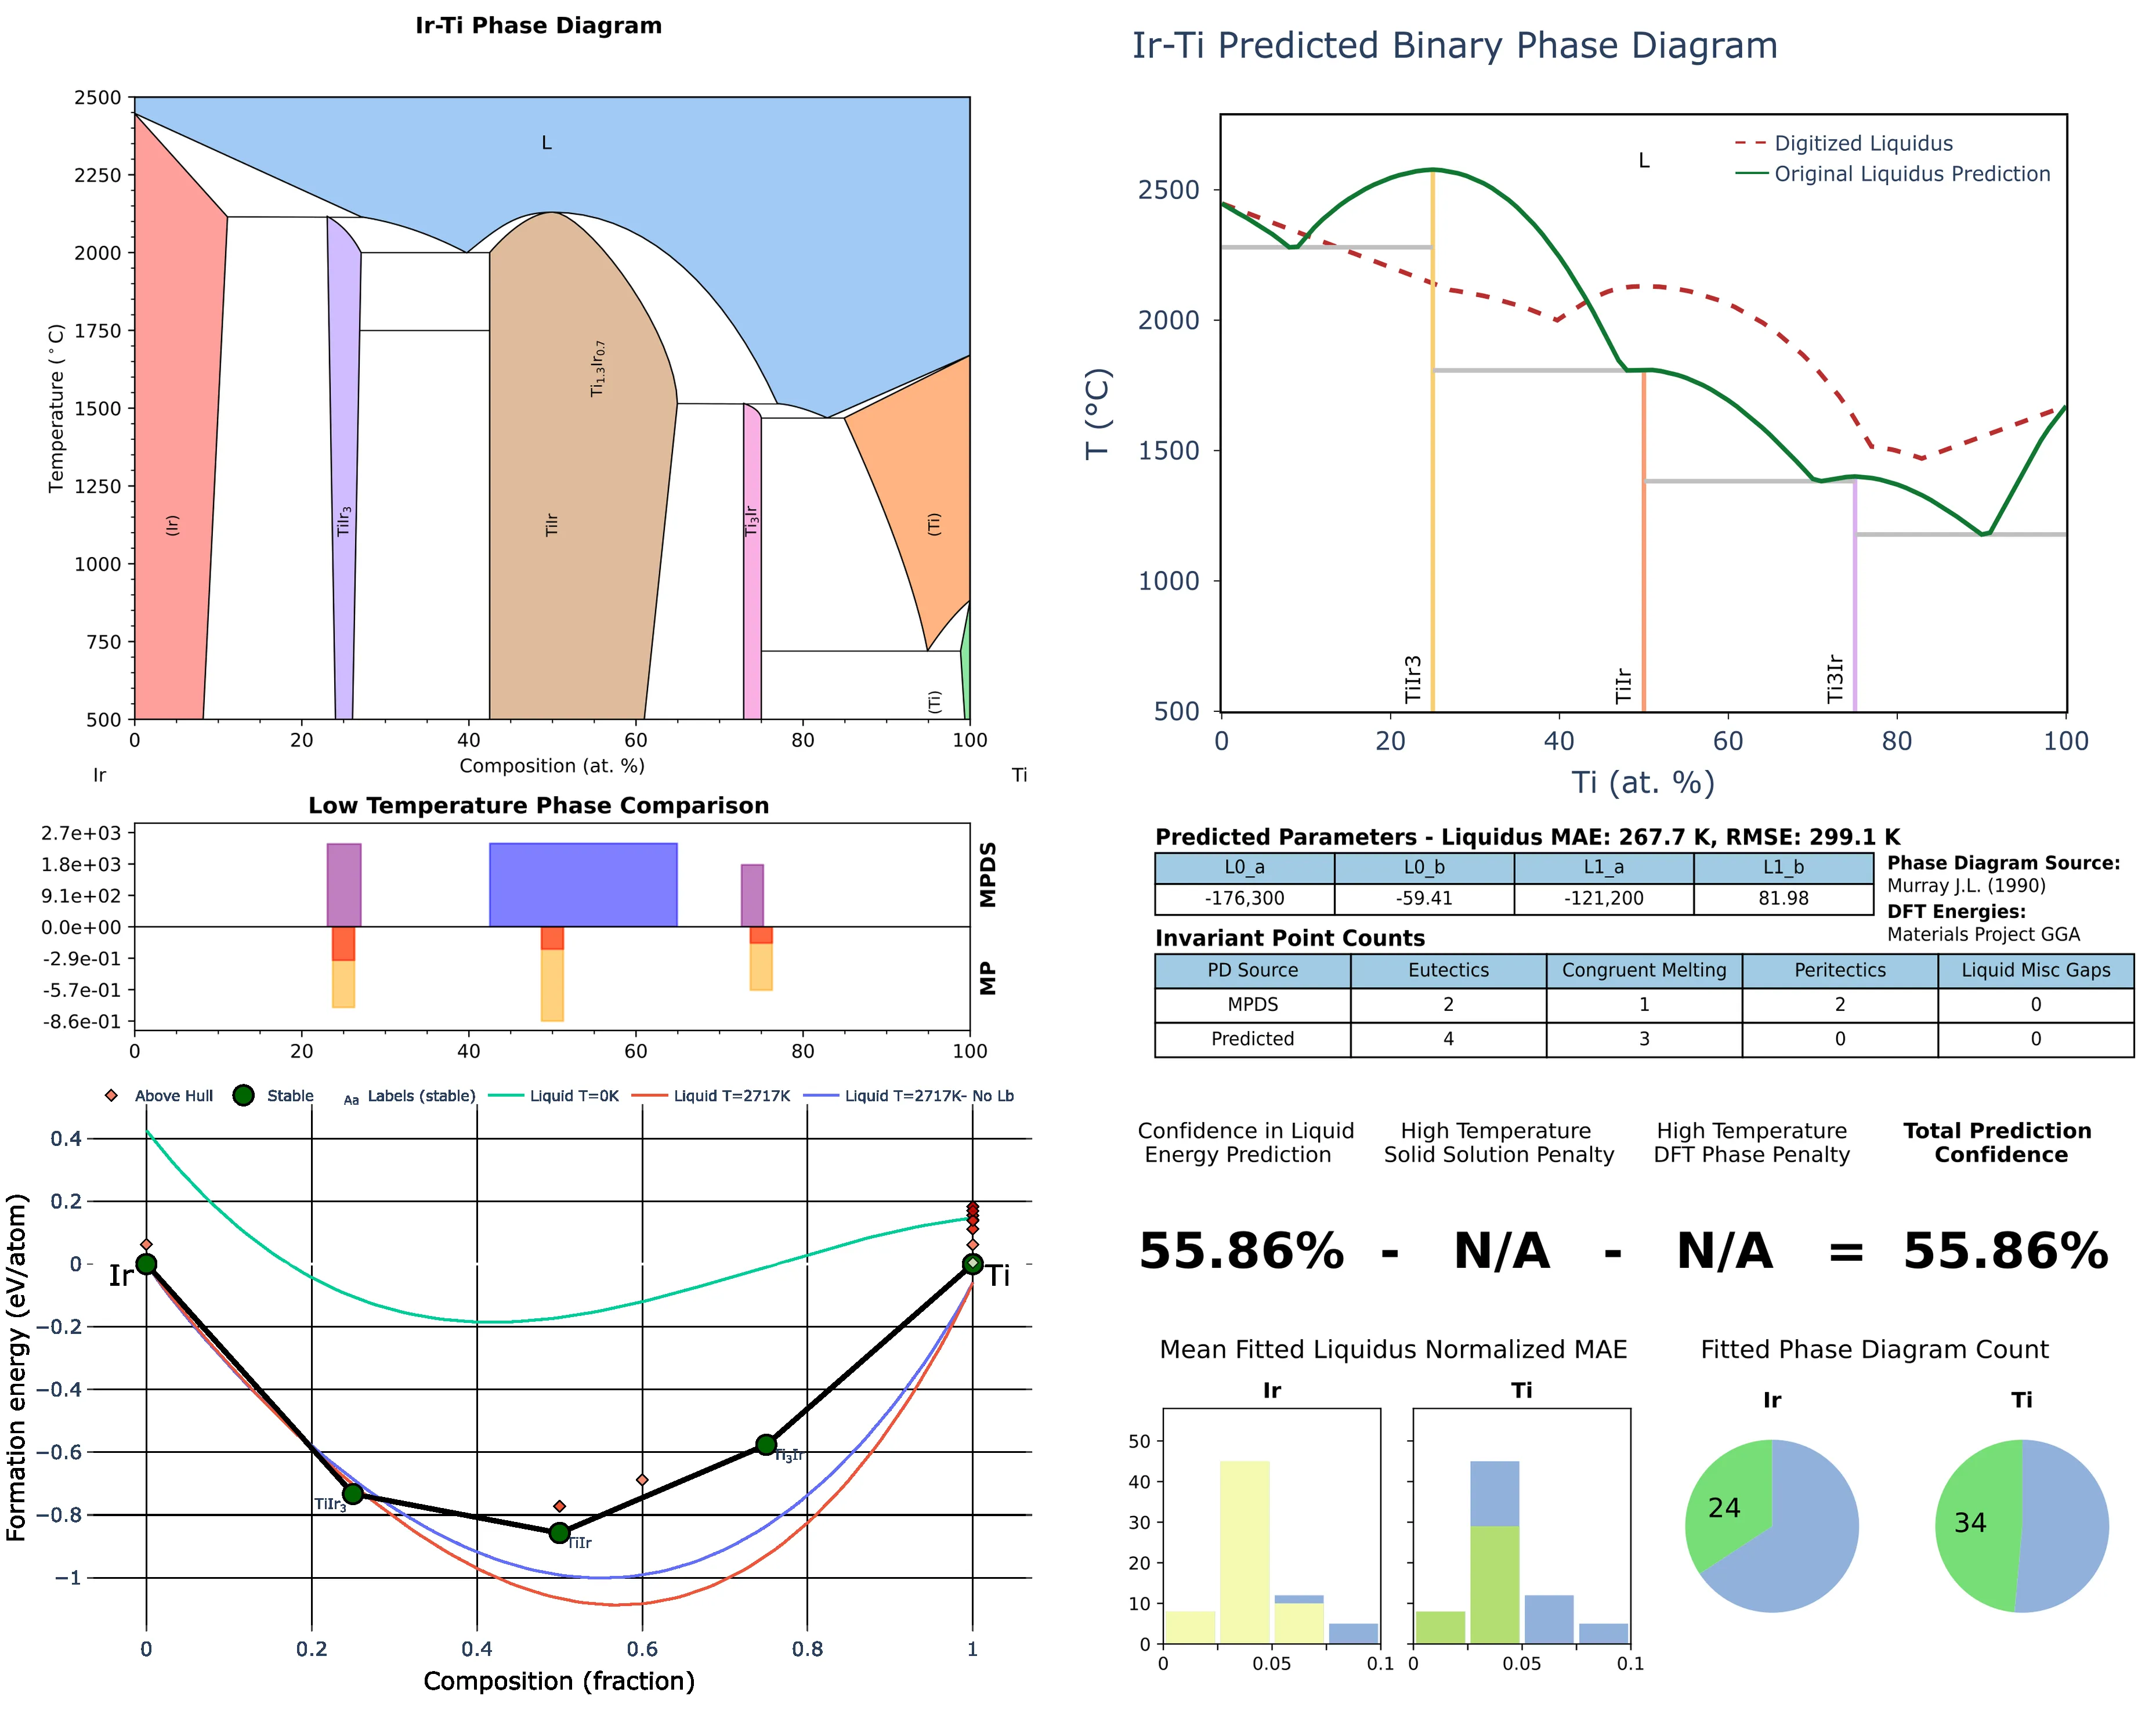 Ir-Ti Phase Diagram
2500
2250
2000
1750
1500
1250
1000
750
500
Temperature (°C)
L
(Ir)
TiIr3
TiIr
Ti1.3Ir0.7
Ti3Ir
(Ti)
(Ti)
0 20 40 60 80 100
Composition (at. %)
Ir Ti
Low Temperature Phase Comparison
2.7e+03
1.8e+03
9.1e+02
0.0e+00
-2.9e-01
-5.7e-01
-8.6e-01
MPDS
MP
0 20 40 60 80 100
Above Hull Stable Aa Labels (stable) Liquid T=0K Liquid T=2717K Liquid T=2717K- No Lb
0.4
0.2
0
−0.2
−0.4
−0.6
−0.8
−1
Formation energy (eV/atom)
Ir
Ti
TiIr3
TiIr
Ti3Ir
0 0.2 0.4 0.6 0.8 1
Composition (fraction)
Ir-Ti Predicted Binary Phase Diagram
L
Digitized Liquidus
Original Liquidus Prediction
2500
2000
1500
1000
500
T (°C)
TiIr3
TiIr
Ti3Ir
0 20 40 60 80 100
Ti (at. %)
Predicted Parameters - Liquidus MAE: 267.7 K, RMSE: 299.1 K
L0_a L0_b L1_a L1_b
-176,300 -59.41 -121,200 81.98
Phase Diagram Source:
Murray J.L. (1990)
DFT Energies:
Materials Project GGA
Invariant Point Counts
PD Source Eutectics Congruent Melting Peritectics Liquid Misc Gaps
MPDS 2 1 2 0
Predicted 4 3 0 0
Confidence in Liquid Energy Prediction
High Temperature Solid Solution Penalty
High Temperature DFT Phase Penalty
Total Prediction Confidence
55.86% - N/A - N/A = 55.86%
Mean Fitted Liquidus Normalized MAE
Ir Ti
50
40
30
20
10
0
0 0.05 0.1
0 0.05 0.1
Fitted Phase Diagram Count
Ir Ti
24
34